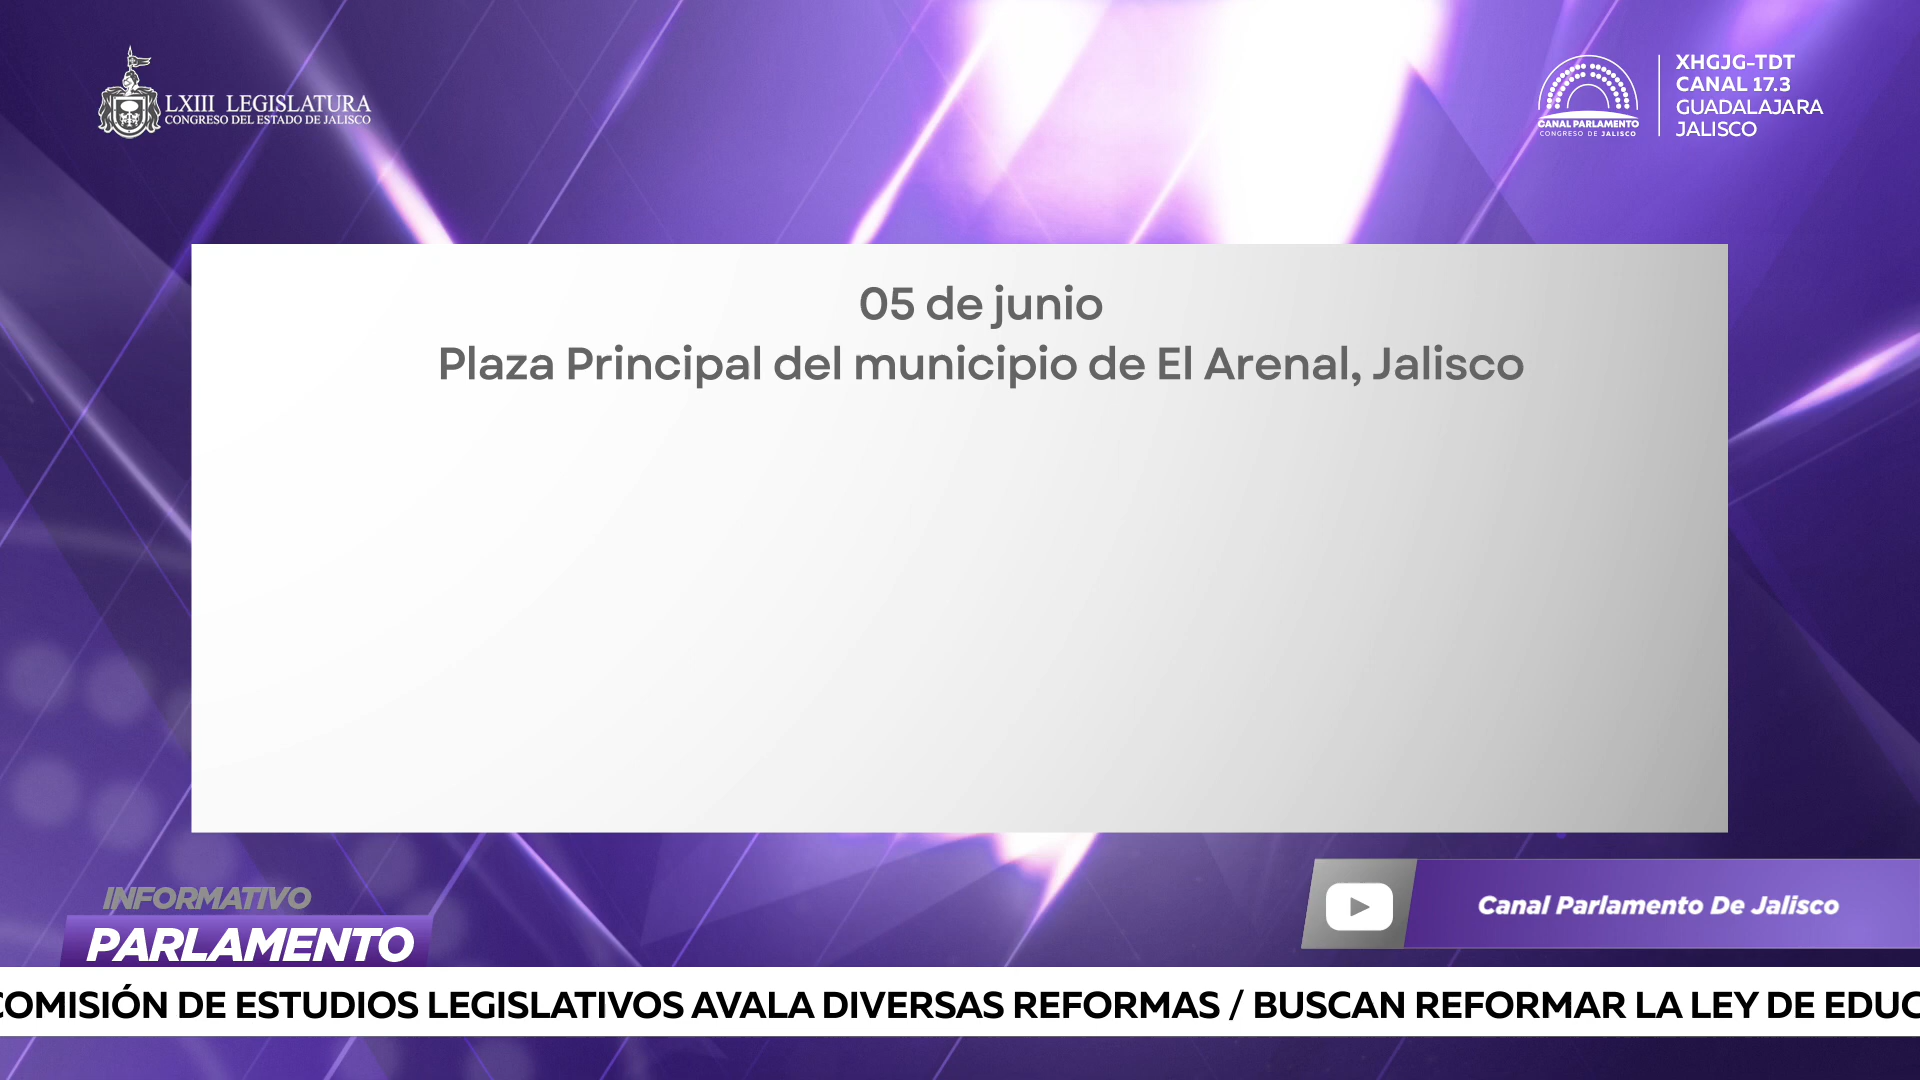 LXIII LEGISLATURA
CONGRESO DEL ESTADO DE JALISCO
CANAL PARLAMENTO
CONGRESO DE JALISCO
XHGJG-TDT
CANAL 17.3
GUADALAJARA
JALISCO
05 de junio
Plaza Principal del municipio de El Arenal, Jalisco
INFORMATIVO
PARLAMENTO
Canal Parlamento De Jalisco
COMISIÓN DE ESTUDIOS LEGISLATIVOS AVALA DIVERSAS REFORMAS / BUSCAN REFORMAR LA LEY DE EDUC